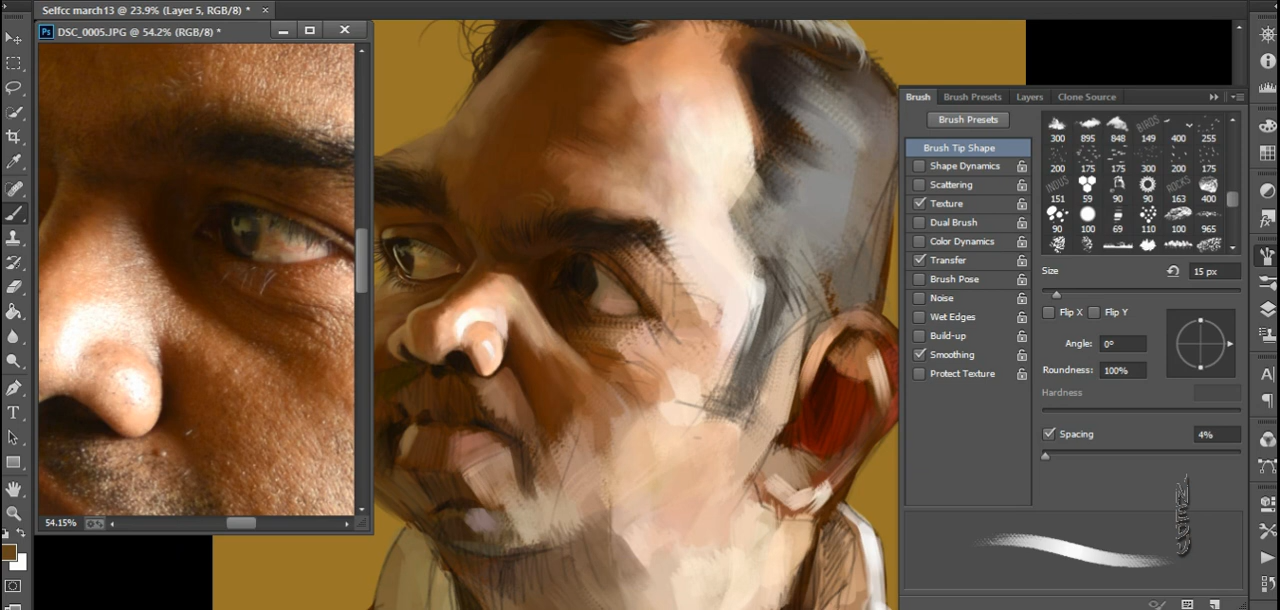 Selfcc march13 @ 23.9% (Layer 5, RGB/8) * ×
Ps DSC_0005.JPG @ 54.2% (RGB/8) *
54.15%
Brush Brush Presets Layers Clone Source
Brush Presets
Brush Tip Shape
Shape Dynamics
Scattering
Texture
Dual Brush
Color Dynamics
Transfer
Brush Pose
Noise
Wet Edges
Build-up
Smoothing
Protect Texture
BIRDS
300 895 848 149 400 255
200 175 175 300 200 175
ROCKS
151 59 90 90 163 400
90 100 69 110 100 965
Size 15 px
Flip X Flip Y
Angle: 0°
Roundness: 100%
Hardness
Spacing 4%